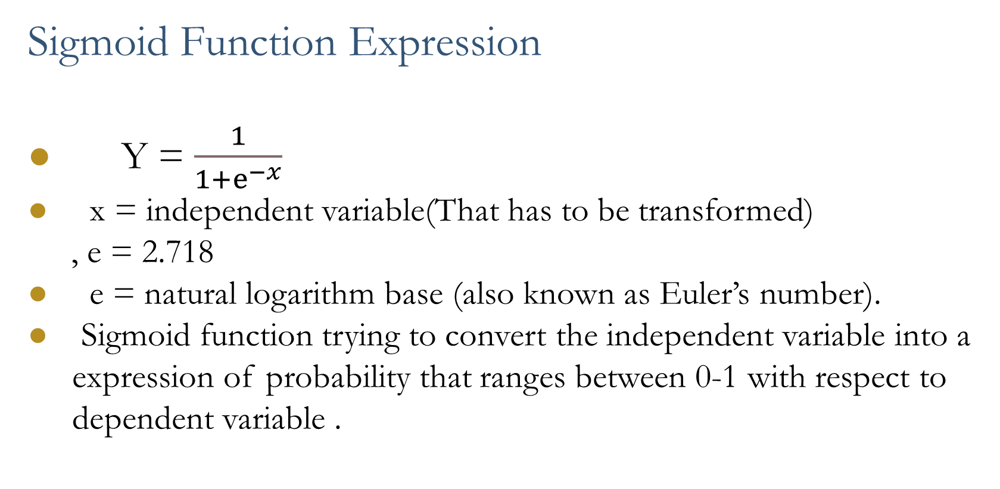 Sigmoid Function Expression
Y = 1/(1+e^−x)
x = independent variable(That has to be transformed)
, e = 2.718
e = natural logarithm base (also known as Euler’s number).
Sigmoid function trying to convert the independent variable into a
expression of probability that ranges between 0-1 with respect to
dependent variable .